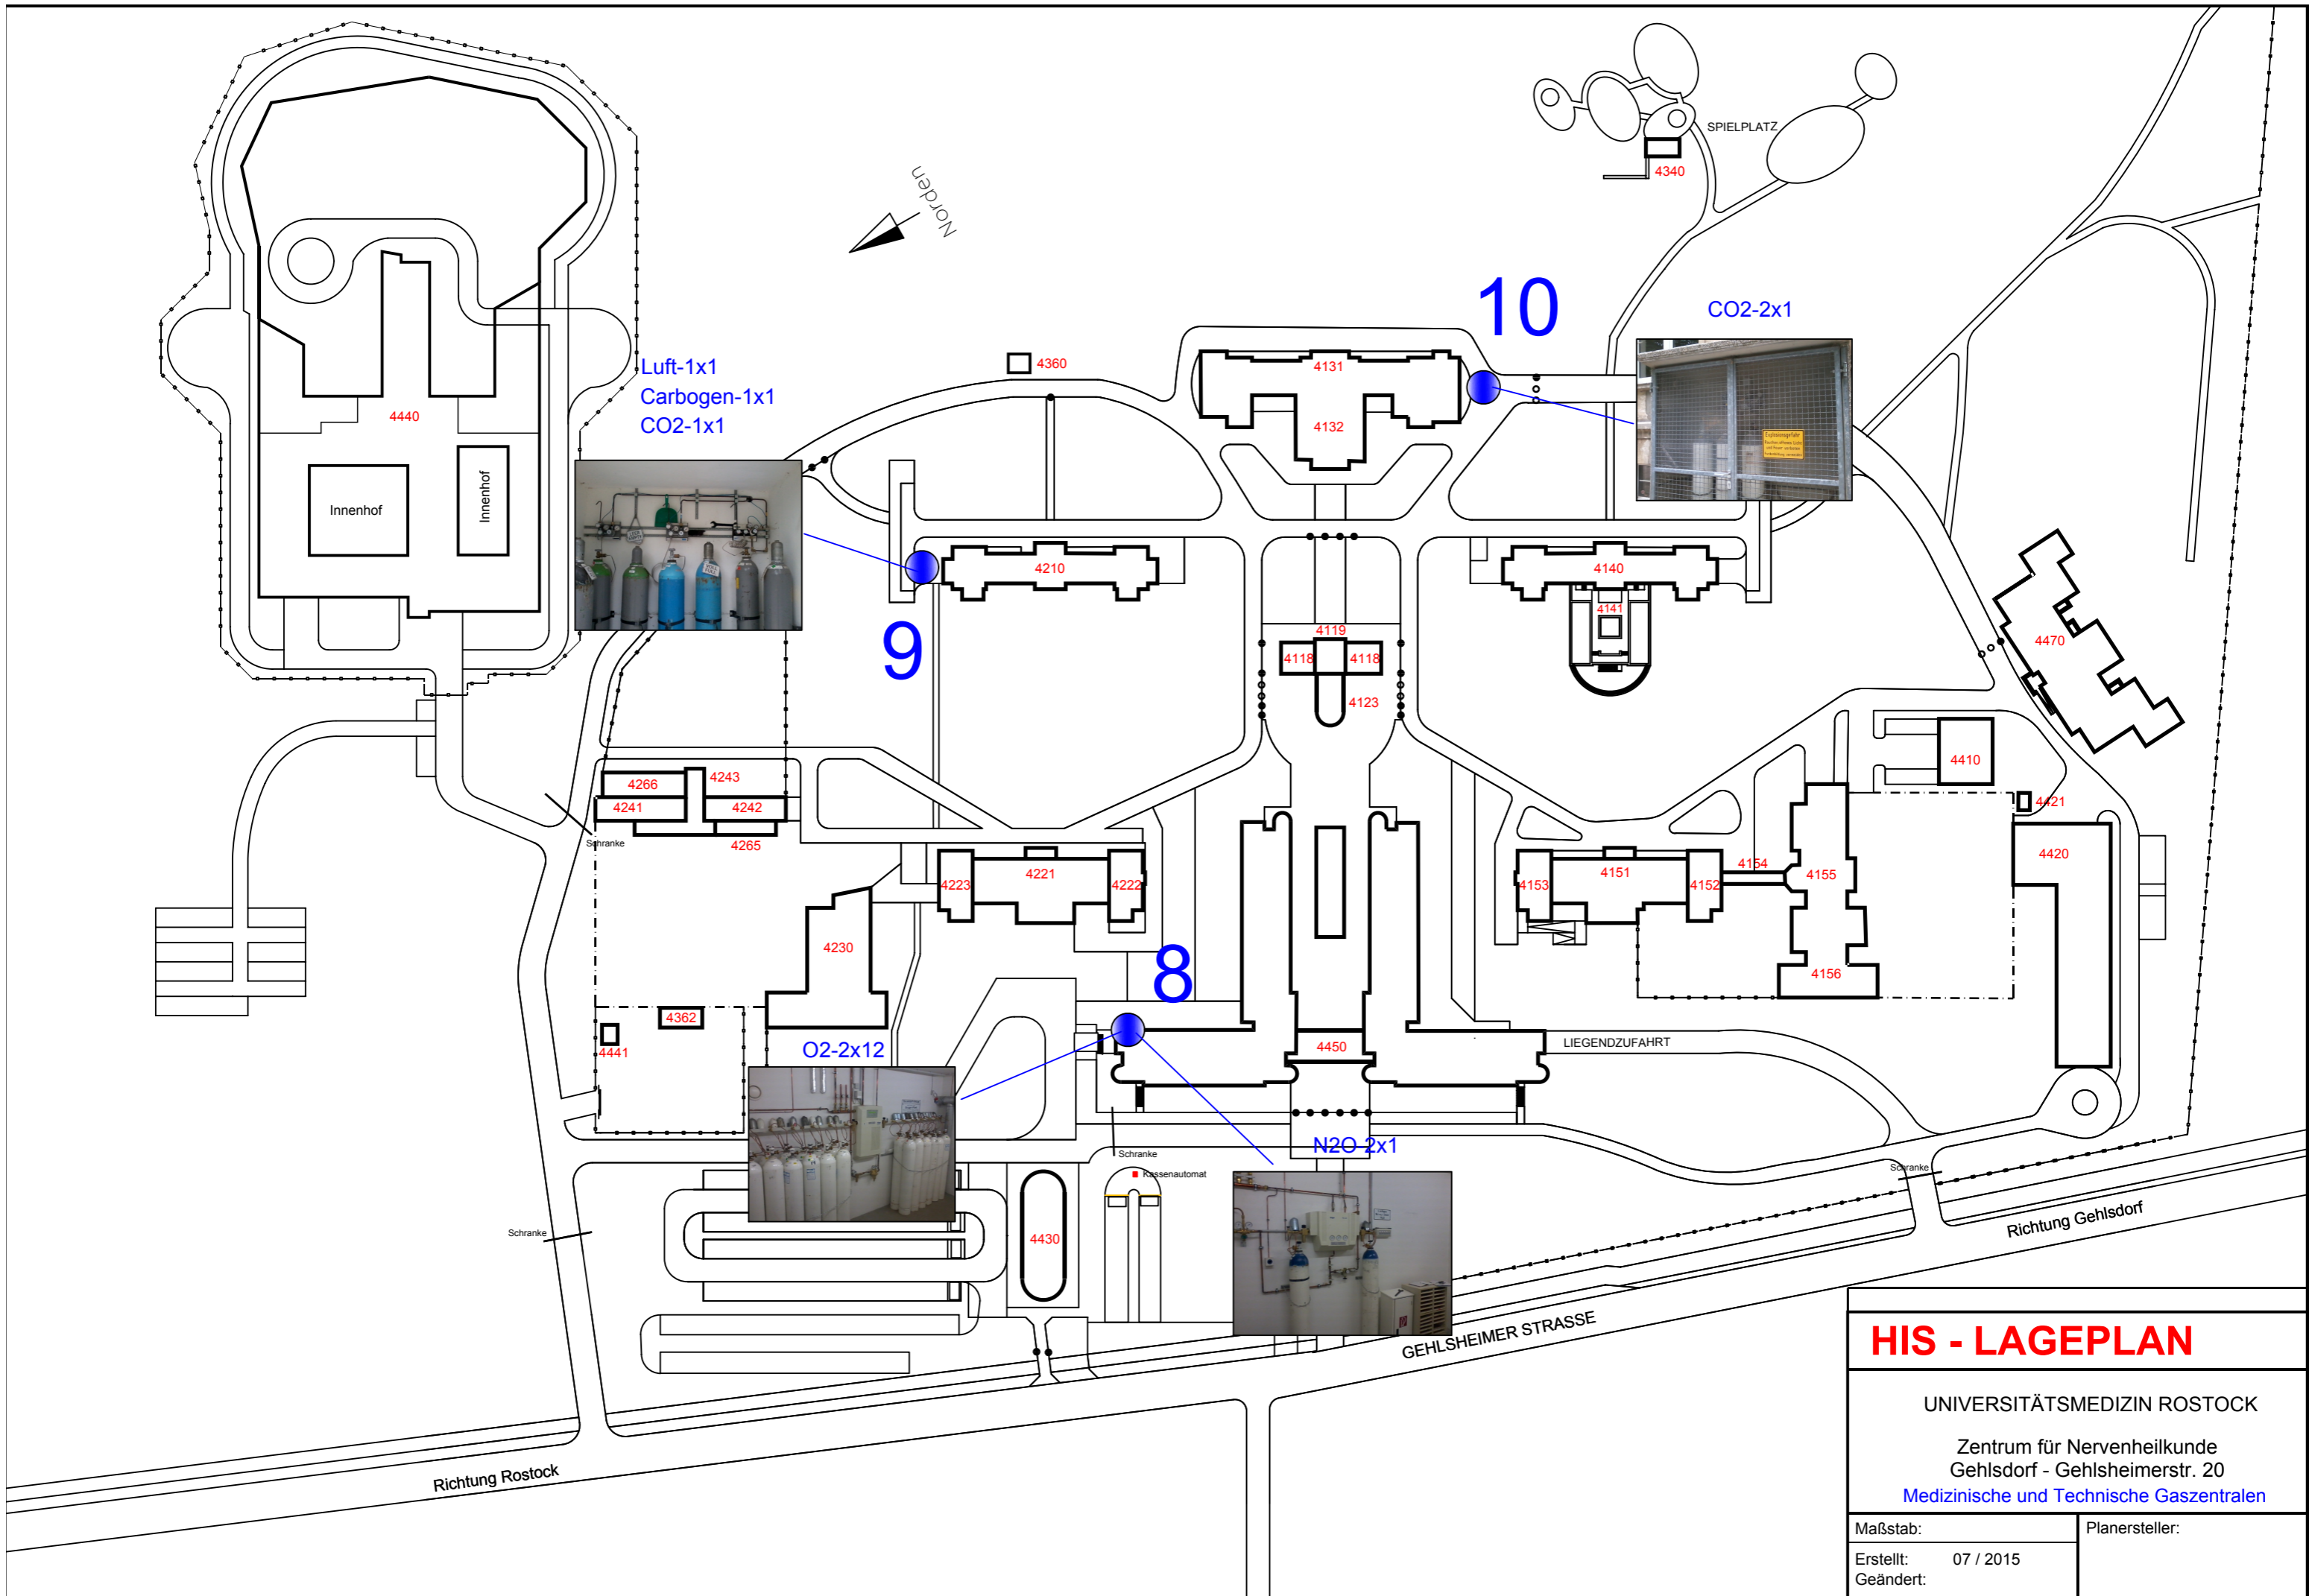 SPIELPLATZ
4340
Norden
10
CO2-2x1
Luft-1x1
Carbogen-1x1
CO2-1x1
4360
4131
4132
4440
Innenhof
Innenhof
4210
4140
4141
9
4119
4118
4118
4123
4470
4410
4266
4243
4241
4242
4265
Schranke
4421
4420
4223
4221
4222
4153
4151
4152
4154
4155
4230
4156
8
4362
4441
O2-2x12
4450
LIEGENDZUFAHRT
N2O-2x1
Schranke
Kassenautomat
Schranke
Schranke
4430
Richtung Gehlsdorf
GEHLSHEIMER STRASSE
Richtung Rostock
HIS - LAGEPLAN
UNIVERSITÄTSMEDIZIN ROSTOCK
Zentrum für Nervenheilkunde
Gehlsdorf - Gehlsheimerstr. 20
Medizinische und Technische Gaszentralen
Maßstab:
Planersteller:
Erstellt: 07 / 2015
Geändert: